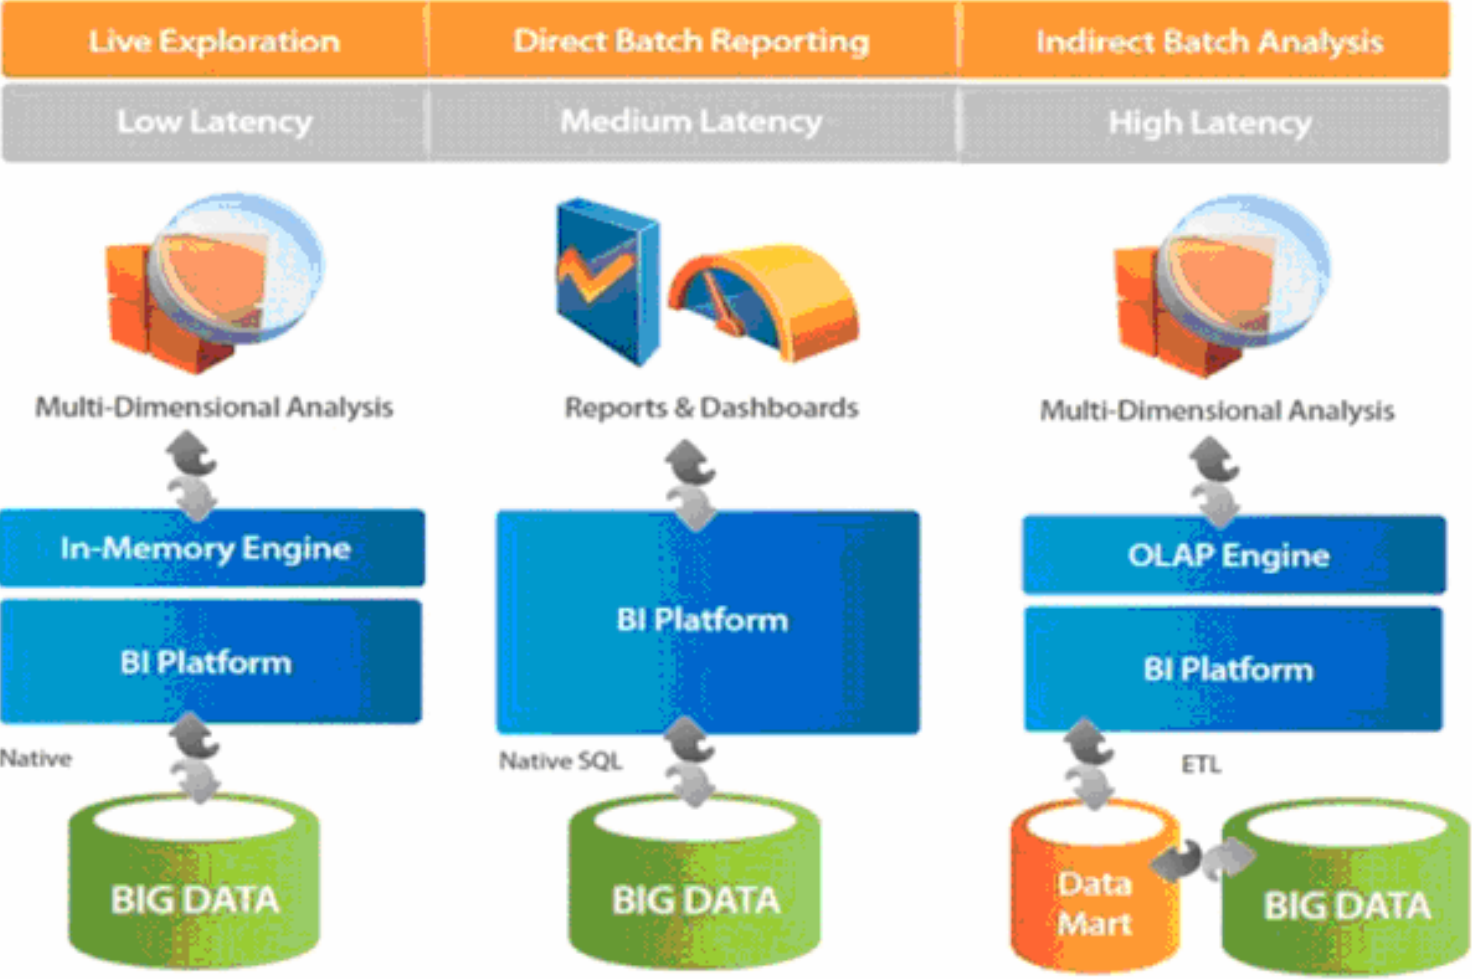 Live Exploration
Direct Batch Reporting
Indirect Batch Analysis
Low Latency
Medium Latency
High Latency
Multi-Dimensional Analysis
Reports & Dashboards
Multi-Dimensional Analysis
In-Memory Engine
BI Platform
BI Platform
OLAP Engine
BI Platform
Native
Native SQL
ETL
BIG DATA
BIG DATA
Data
Mart
BIG DATA